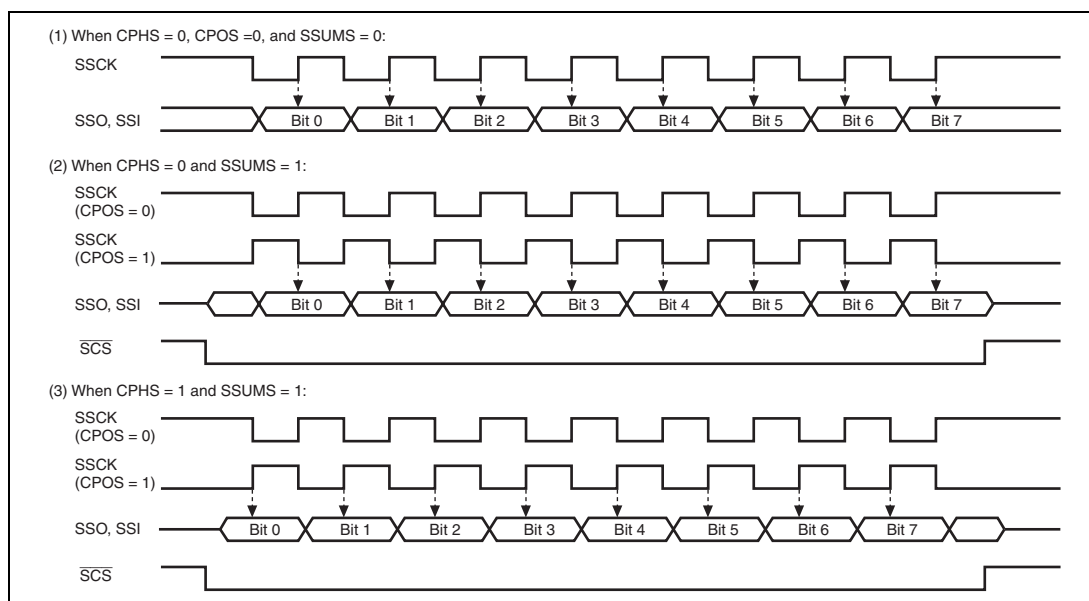 (1) When CPHS = 0, CPOS =0, and SSUMS = 0:
SSCK
SSO, SSI
Bit 0 Bit 1 Bit 2 Bit 3 Bit 4 Bit 5 Bit 6 Bit 7
(2) When CPHS = 0 and SSUMS = 1:
SSCK
(CPOS = 0)
SSCK
(CPOS = 1)
SSO, SSI
Bit 0 Bit 1 Bit 2 Bit 3 Bit 4 Bit 5 Bit 6 Bit 7
SCS
(3) When CPHS = 1 and SSUMS = 1:
SSCK
(CPOS = 0)
SSCK
(CPOS = 1)
SSO, SSI
Bit 0 Bit 1 Bit 2 Bit 3 Bit 4 Bit 5 Bit 6 Bit 7
SCS